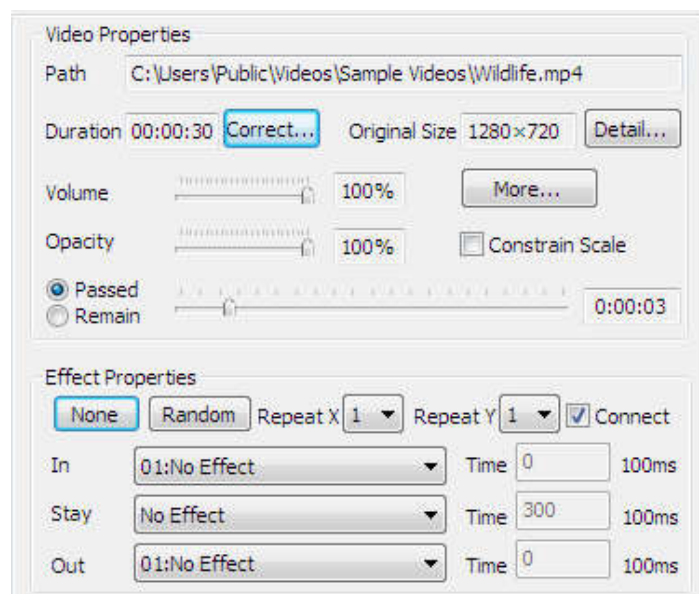 Video Properties
Path C:\Users\Public\Videos\Sample Videos\Wildlife.mp4
Duration 00:00:30 Correct... Original Size 1280×720 Detail...
Volume 100% More...
Opacity 100% Constrain Scale
Passed
Remain 0:00:03
Effect Properties
None Random Repeat X 1 Repeat Y 1 Connect
In 01:No Effect Time 0 100ms
Stay No Effect Time 300 100ms
Out 01:No Effect Time 0 100ms